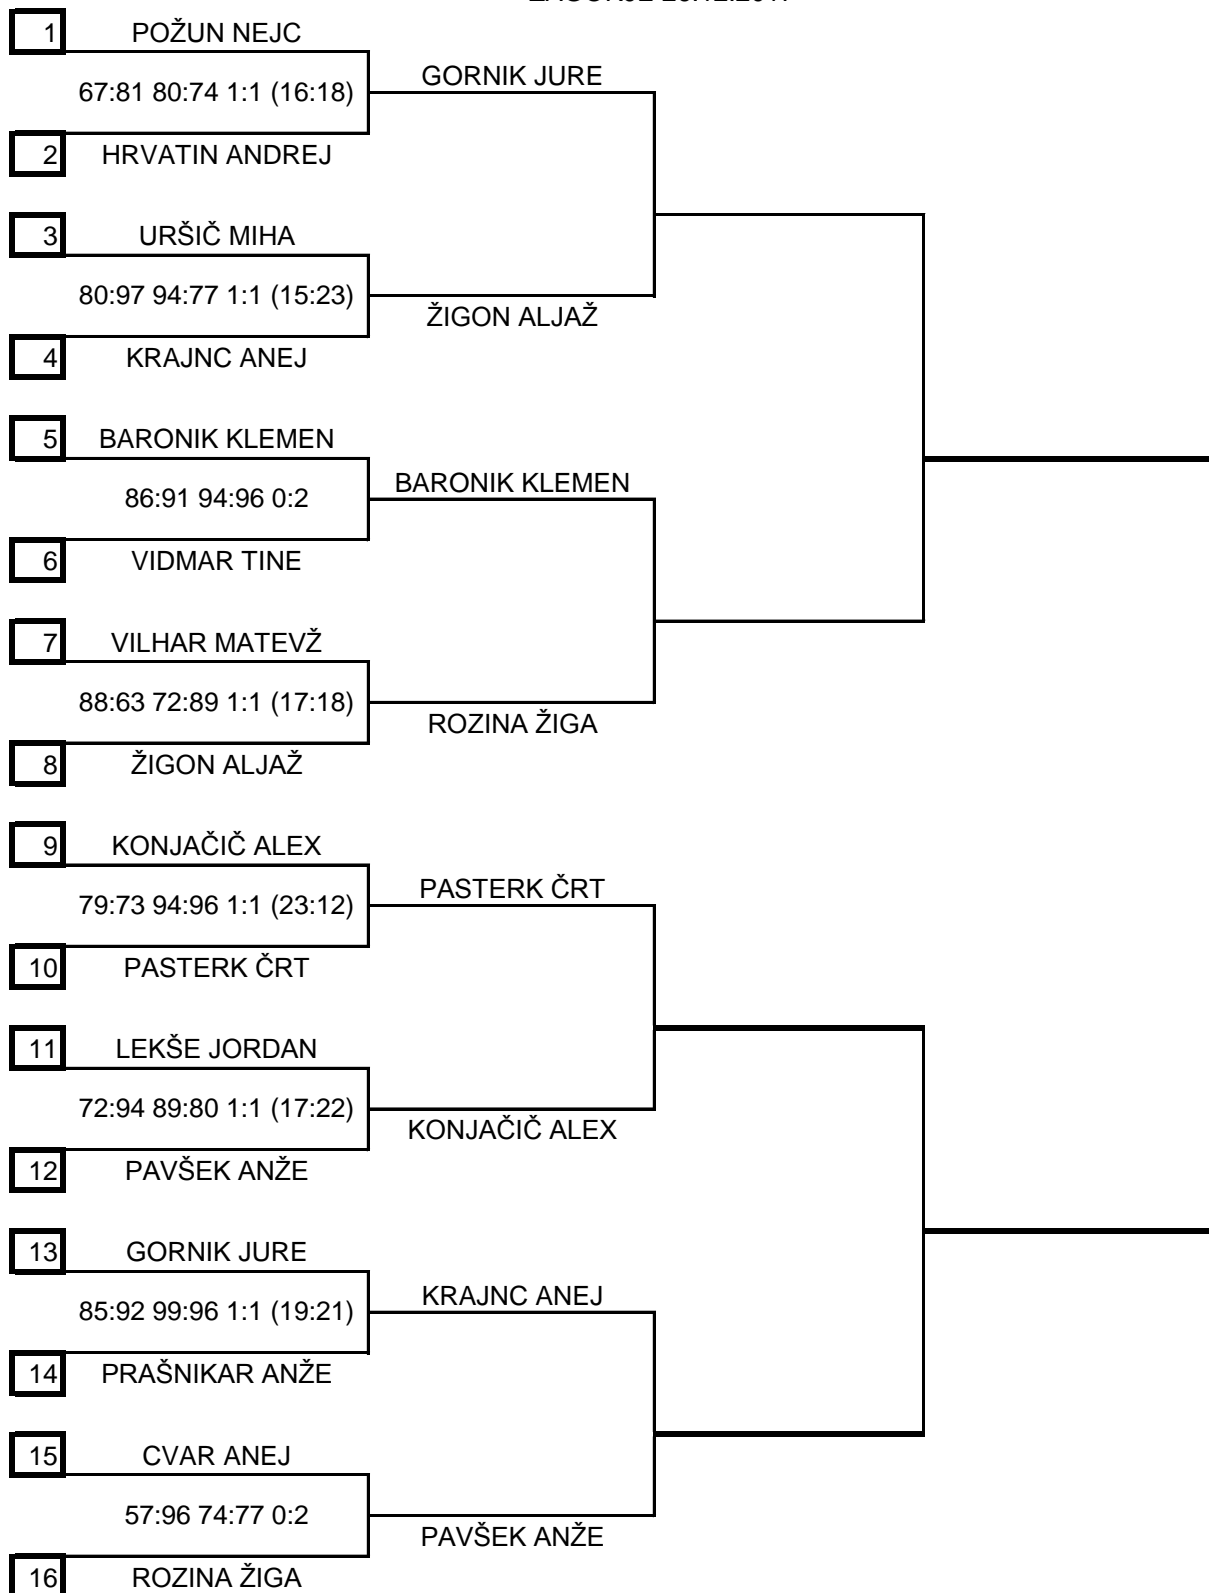 1 POŽUN NEJC
67:81 80:74 1:1 (16:18)
GORNIK JURE
2 HRVATIN ANDREJ
3 URŠIČ MIHA
80:97 94:77 1:1 (15:23)
ŽIGON ALJAŽ
4 KRAJNC ANEJ
5 BARONIK KLEMEN
86:91 94:96 0:2
BARONIK KLEMEN
6 VIDMAR TINE
7 VILHAR MATEVŽ
88:63 72:89 1:1 (17:18)
ROZINA ŽIGA
8 ŽIGON ALJAŽ
9 KONJAČIČ ALEX
79:73 94:96 1:1 (23:12)
PASTERK ČRT
10 PASTERK ČRT
11 LEKŠE JORDAN
72:94 89:80 1:1 (17:22)
KONJAČIČ ALEX
12 PAVŠEK ANŽE
13 GORNIK JURE
85:92 99:96 1:1 (19:21)
KRAJNC ANEJ
14 PRAŠNIKAR ANŽE
15 CVAR ANEJ
57:96 74:77 0:2
PAVŠEK ANŽE
16 ROZINA ŽIGA